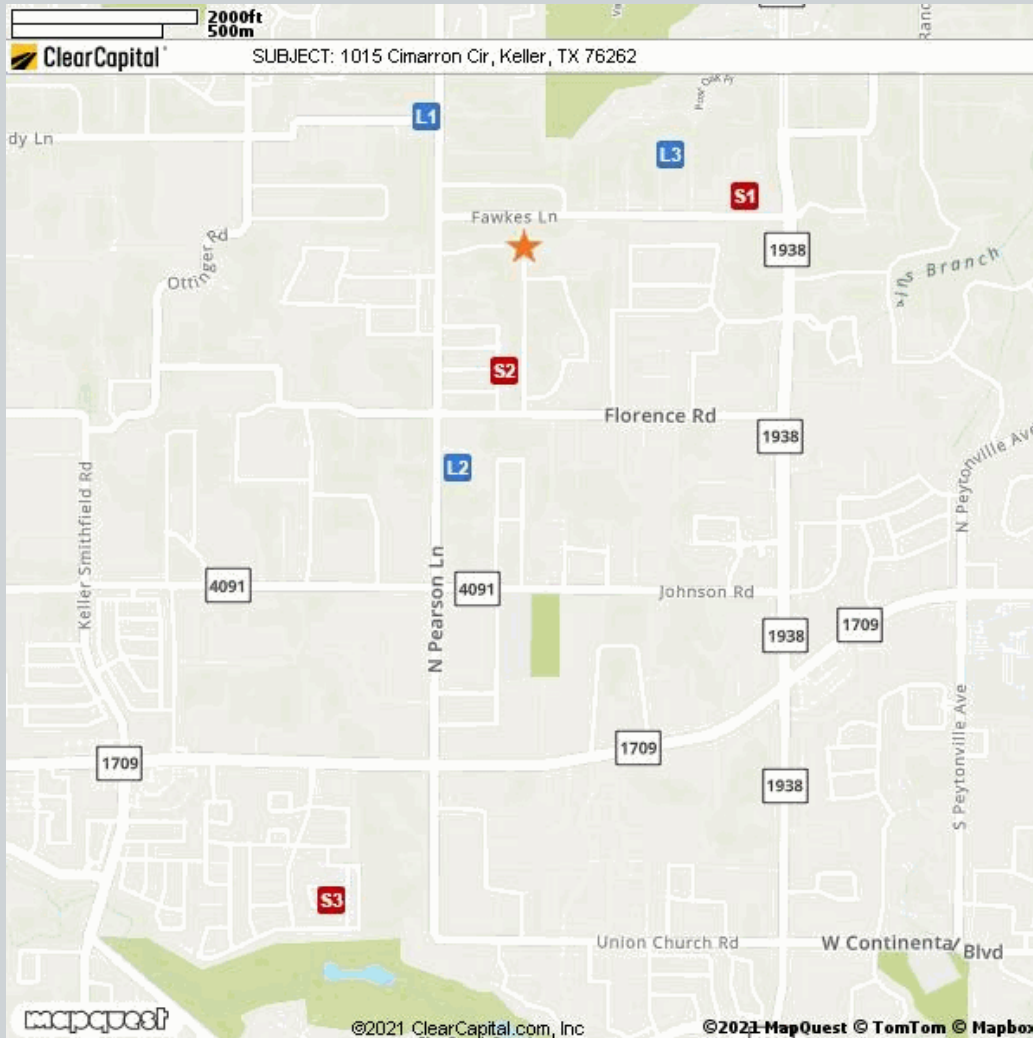 2000ft
500m
ClearCapital
SUBJECT: 1015 Cimarron Cir, Keller, TX 76262
dy Ln
L1
L3
S1
Fawkes Ln
1938
Ottinger Rd
Branch
S2
Florence Rd
1938
L2
Keller Smithfield Rd
N Pearson Ln
N Peytonville Ave
4091
4091
Johnson Rd
1938
1709
1709
1709
1938
S Peytonville Ave
S3
Union Church Rd
W Continental Blvd
mapquest
©2021 ClearCapital.com, Inc
©2021 MapQuest © TomTom © Mapbox